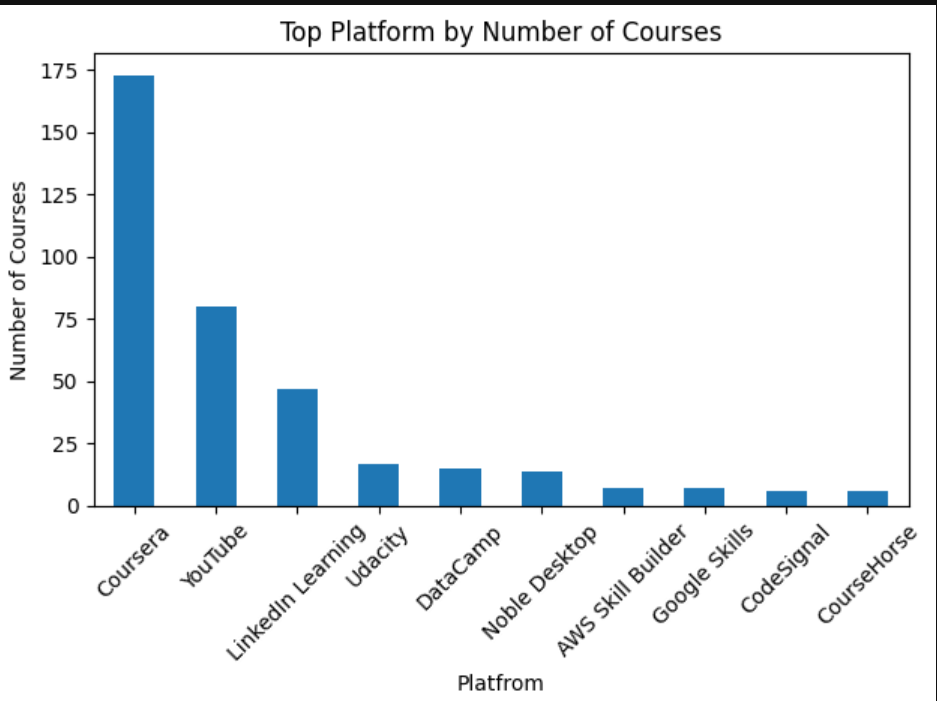 Top Platform by Number of Courses
Number of Courses
175
150
125
100
75
50
25
0
Coursera
YouTube
LinkedIn Learning
Udacity
DataCamp
Noble Desktop
AWS Skill Builder
Google Skills
CodeSignal
CourseHorse
Platfrom